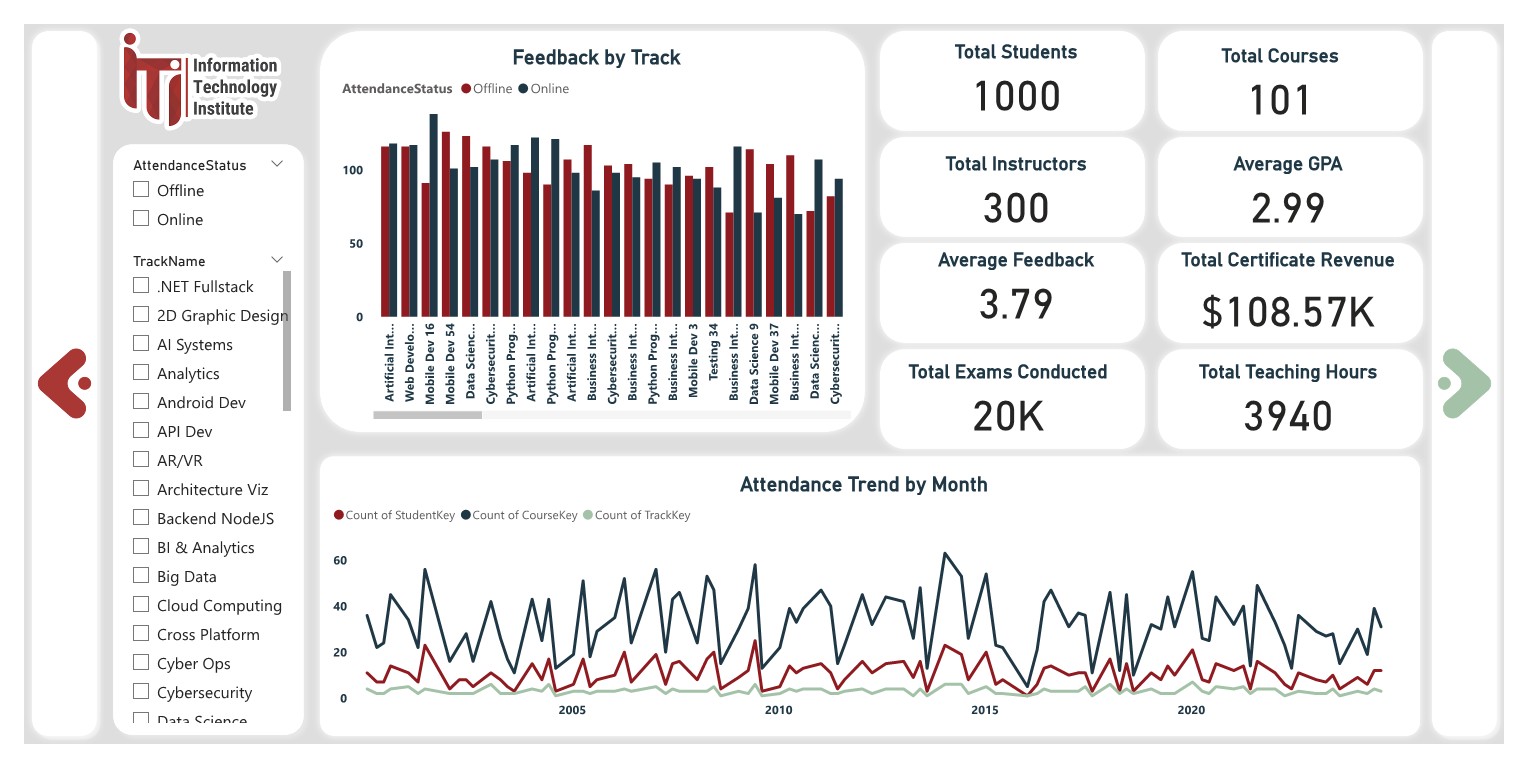 Information
Technology
Institute
AttendanceStatus
Offline
Online
TrackName
.NET Fullstack
2D Graphic Design
AI Systems
Analytics
Android Dev
API Dev
AR/VR
Architecture Viz
Backend NodeJS
BI & Analytics
Big Data
Cloud Computing
Cross Platform
Cyber Ops
Cybersecurity
Data Science
Feedback by Track
AttendanceStatus Offline Online
100
50
0
Artificial Int...
Web Develo...
Mobile Dev 16
Mobile Dev 54
Data Scienc...
Cybersecurit...
Python Prog...
Artificial Int...
Python Prog...
Artificial Int...
Business Int...
Cybersecurit...
Business Int...
Python Prog...
Business Int...
Mobile Dev 3
Testing 34
Business Int...
Data Science 9
Mobile Dev 37
Business Int...
Data Scienc...
Cybersecurit...
Total Students
1000
Total Courses
101
Total Instructors
300
Average GPA
2.99
Average Feedback
3.79
Total Certificate Revenue
$108.57K
Total Exams Conducted
20K
Total Teaching Hours
3940
Attendance Trend by Month
Count of StudentKey Count of CourseKey Count of TrackKey
60
40
20
0
2005 2010 2015 2020